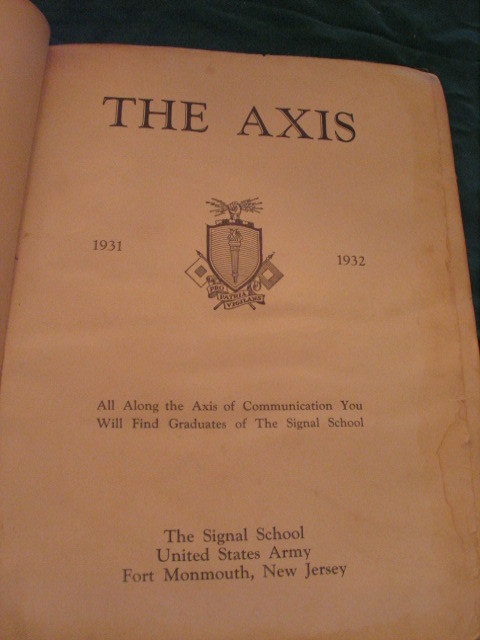 THE AXIS
1931
1932
PRO
PATRIA
VIGILANS
All Along the Axis of Communication You
Will Find Graduates of The Signal School
The Signal School
United States Army
Fort Monmouth, New Jersey